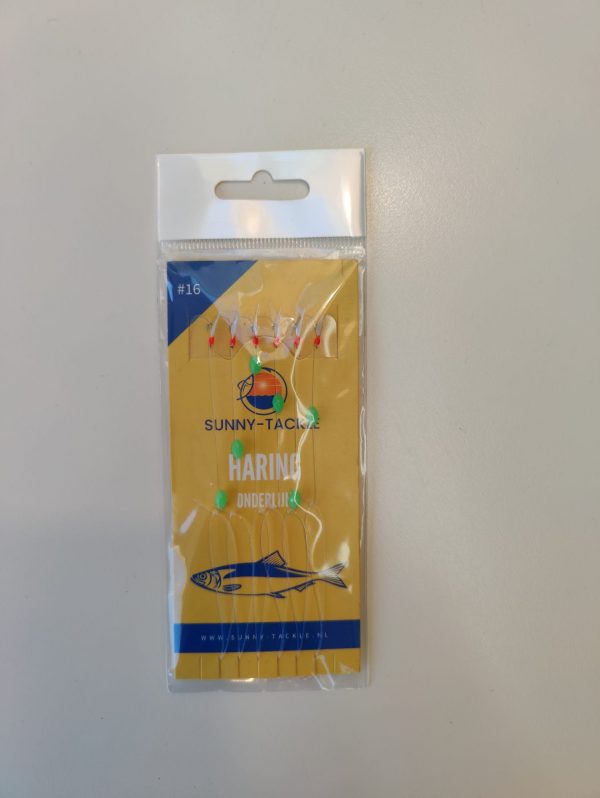 #16
SUNNY-TACKLE
HARING
ONDERLIJN
WWW.SUNNY-TACKLE.NL